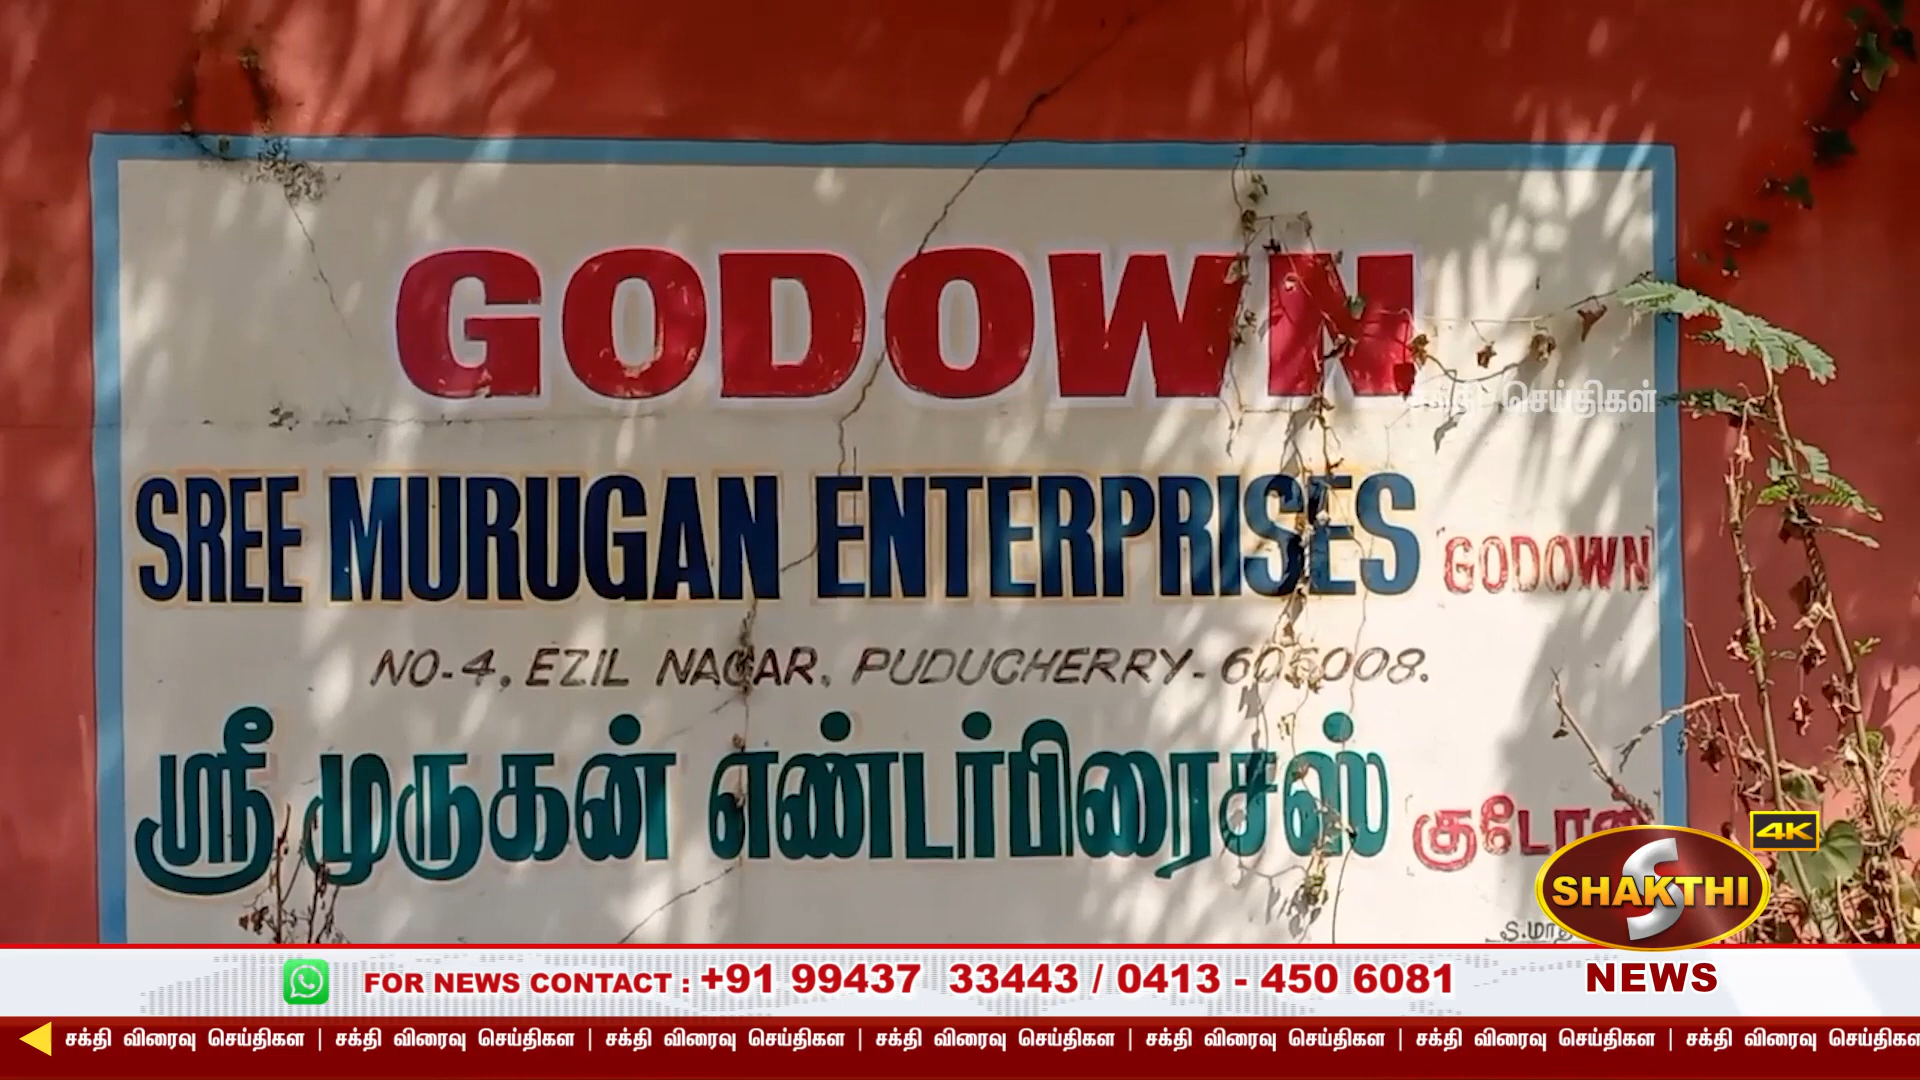 GODOWN
சக்தி செய்திகள்
SREE MURUGAN ENTERPRISES [GODOWN]
NO-4, EZIL NAGAR, PUDUCHERRY-605008.
ஸ்ரீ முருகன் எண்டர்பிரைசஸ்
4K
SHAKTHI
NEWS
FOR NEWS CONTACT : +91 99437 33443 / 0413 - 450 6081
சக்தி விரைவு செய்திகள | சக்தி விரைவு செய்திகள | சக்தி விரைவு செய்திகள | சக்தி விரைவு செய்திகள | சக்தி விரைவு செய்திகள | சக்தி விரைவு செய்திகள | சக்தி விரைவு செய்திகள